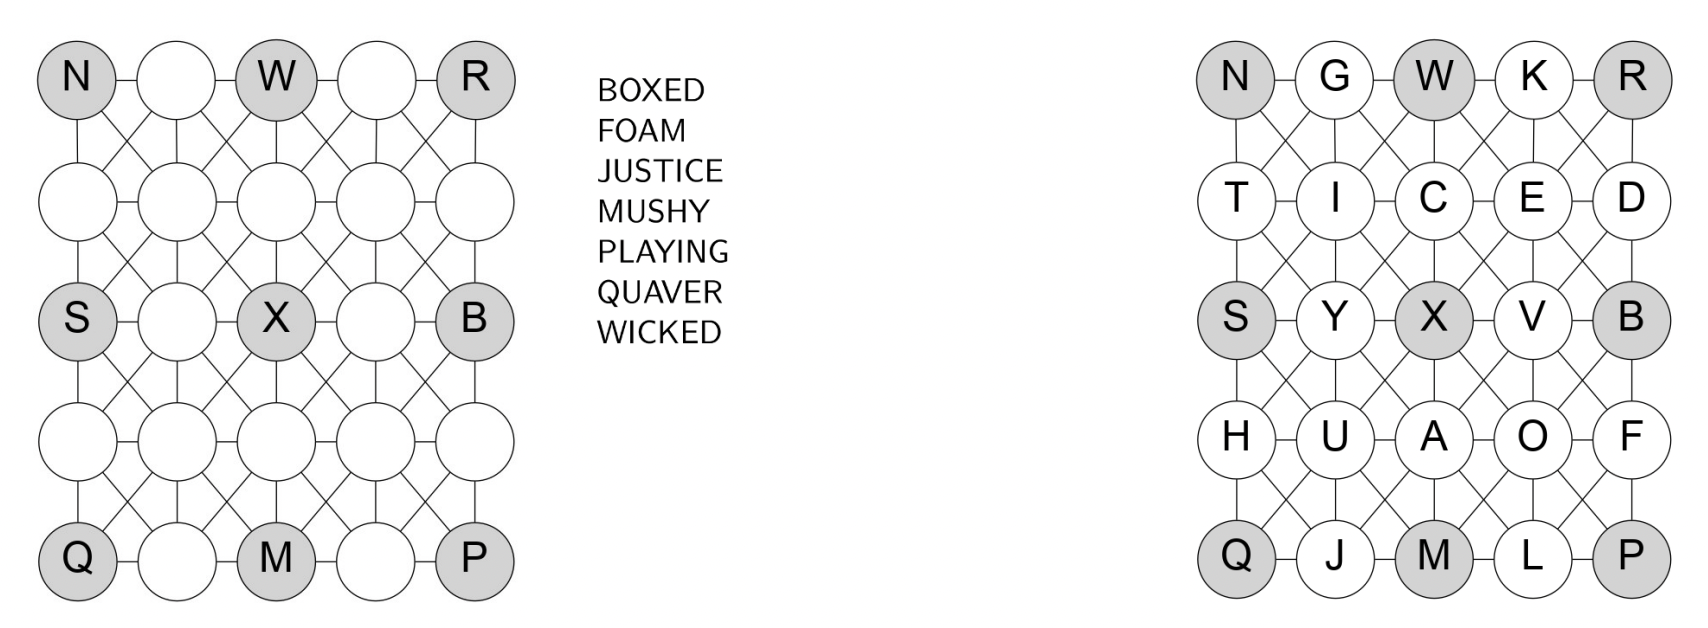 N W R
S X B
Q M P
BOXED
FOAM
JUSTICE
MUSHY
PLAYING
QUAVER
WICKED
N G W K R
T I C E D
S Y X V B
H U A O F
Q J M L P